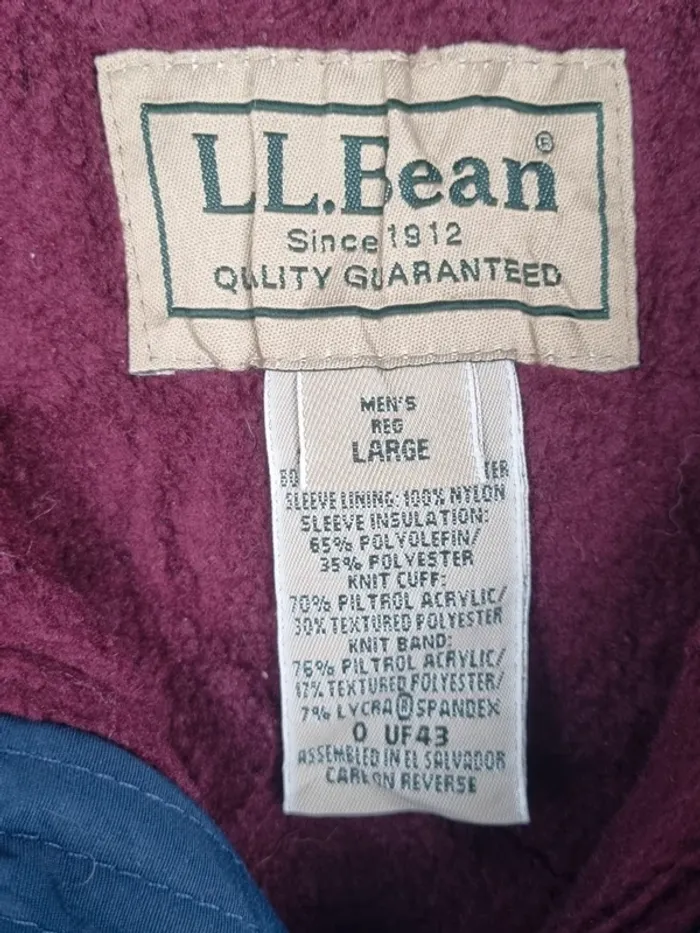 L.L.Bean®
Since 1912
QUALITY GUARANTEED
MEN'S
REG
LARGE
SLEEVE LINING: 100% NYLON
SLEEVE INSULATION:
65% POLYOLEFIN/
35% POLYESTER
KNIT CUFF:
70% PILTROL ACRYLIC/
30% TEXTURED POLYESTER
KNIT BAND:
76% PILTROL ACRYLIC/
17% TEXTURED POLYESTER/
7% LYCRA® SPANDEX
0 UF43
ASSEMBLED IN EL SALVADOR
CARE ON REVERSE